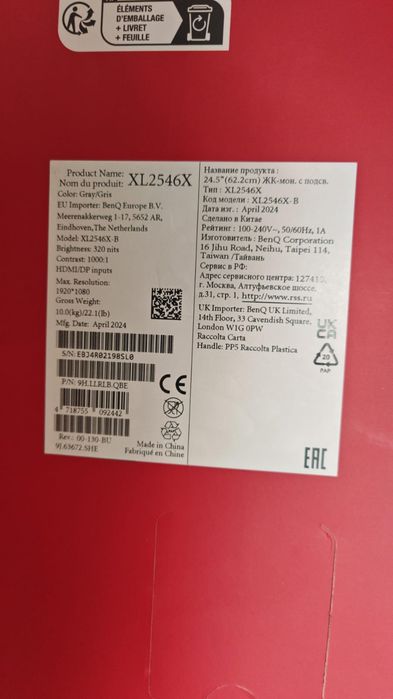 ÉLÉMENTS
D'EMBALLAGE
+ LIVRET
+ FEUILLE
Product Name:
Nom du produit: XL2546X
Color: Gray/Gris
EU Importer: BenQ Europe B.V.
Meerenakkerweg 1-17, 5652 AR,
Eindhoven,The Netherlands
Model: XL2546X-B
Brightness: 320 nits
Contrast: 1000:1
HDMI/DP inputs
Max. Resolution:
1920*1080
Gross Weight:
10.0(kg)/22.1(lb)
Mfg. Date: April 2024
S/N: EBJ4R02198SL0
P/N: 9H.LLRLB.QBE
4 718755 092442
Rev.: 00-130-BU
9J.63672.SHE
CE
Made in China
Fabriqué en Chine
Название продукта :
24.5"(62.2cm) ЖК-мон. с подсв.
Тип : XL2546X
Код модели : XL2546X-B
Дата изг. : April 2024
Сделано в Китае
Рейтинг : 100-240V~, 50/60Hz, 1A
Изготовитель : BenQ Corporation
16 Jihu Road, Neihu, Taipei 114,
Taiwan /Тайвань
Сервис в РФ:
Адрес сервисного центра: 127410,
г. Москва, Алтуфьевское шоссе,
д.31, стр. 1, http://www.rss.ru
UK Importer: BenQ UK Limited,
14th Floor, 33 Cavendish Square,
London W1G 0PW
Raccolta Carta
Handle: PP5 Raccolta Plastica
UK
CA
20
PAP
EAC